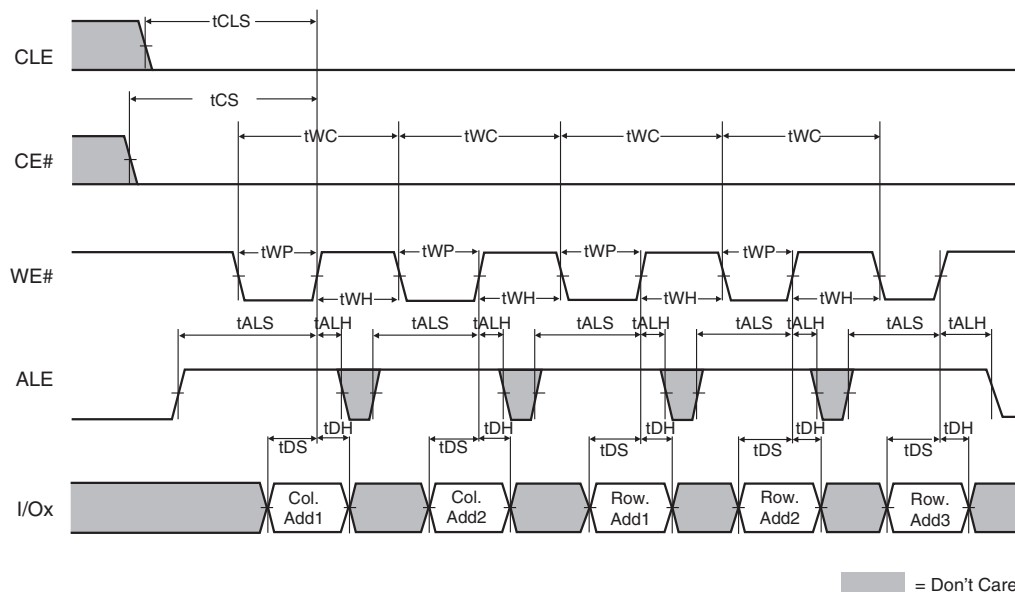 tCLS
CLE
tCS
tWC tWC tWC tWC
CE#
tWP tWP tWP tWP
WE#
tWH tWH tWH tWH
tALS tALH tALS tALH tALS tALH tALS tALH tALS tALH
ALE
tDH tDH tDH tDH tDH
tDS tDS tDS tDS tDS
I/Ox
Col. Add1
Col. Add2
Row. Add1
Row. Add2
Row. Add3
= Don't Care